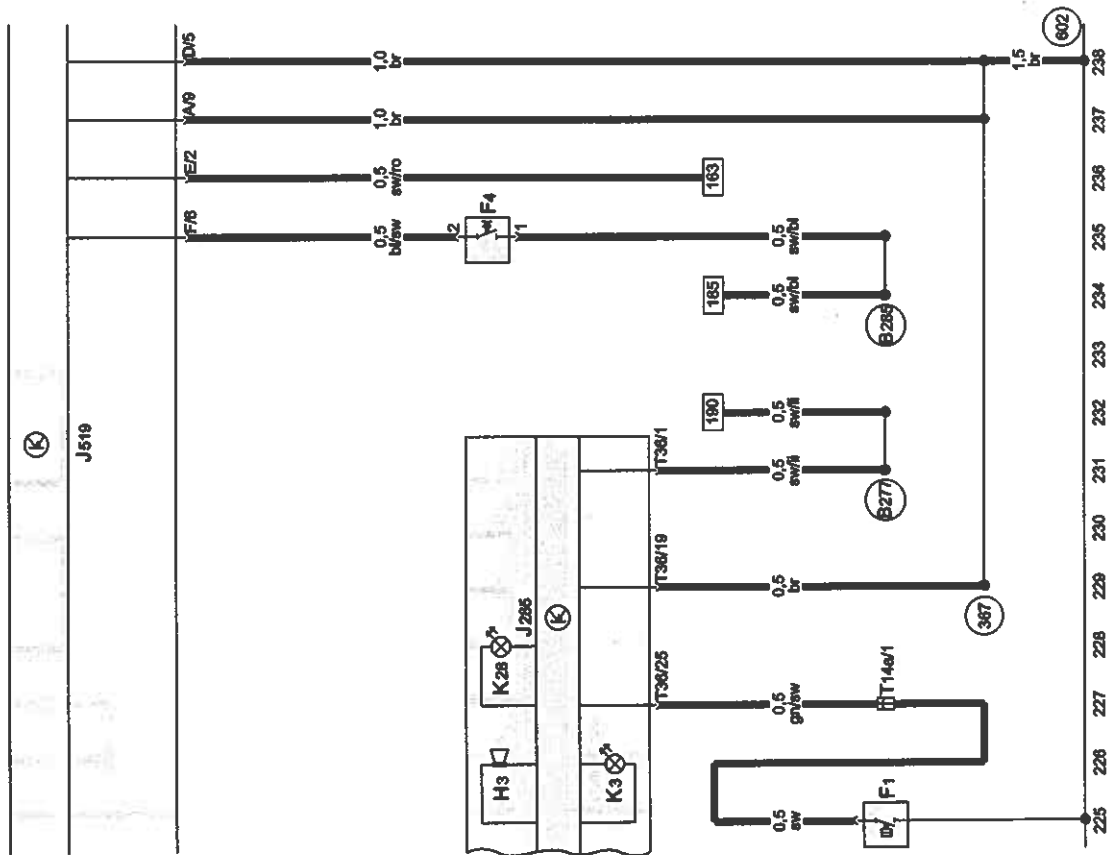 J519
D/5
A/9
E/2
F/6
1,0
br
1,0
br
0,5
sw/ro
0,5
bl/sw
2
F4
1
163
165
0,5
sw/bl
0,5
sw/bl
B285
190
0,5
sw/li
T36/1
0,5
sw/li
B277
1,5
br
602
T36/19
0,5
br
367
J285
K
K
K28
H3
K3
T36/25
0,5
gn/sw
T14a/1
0,5
sw
F1
225
226
227
228
229
230
231
232
233
234
235
236
237
238